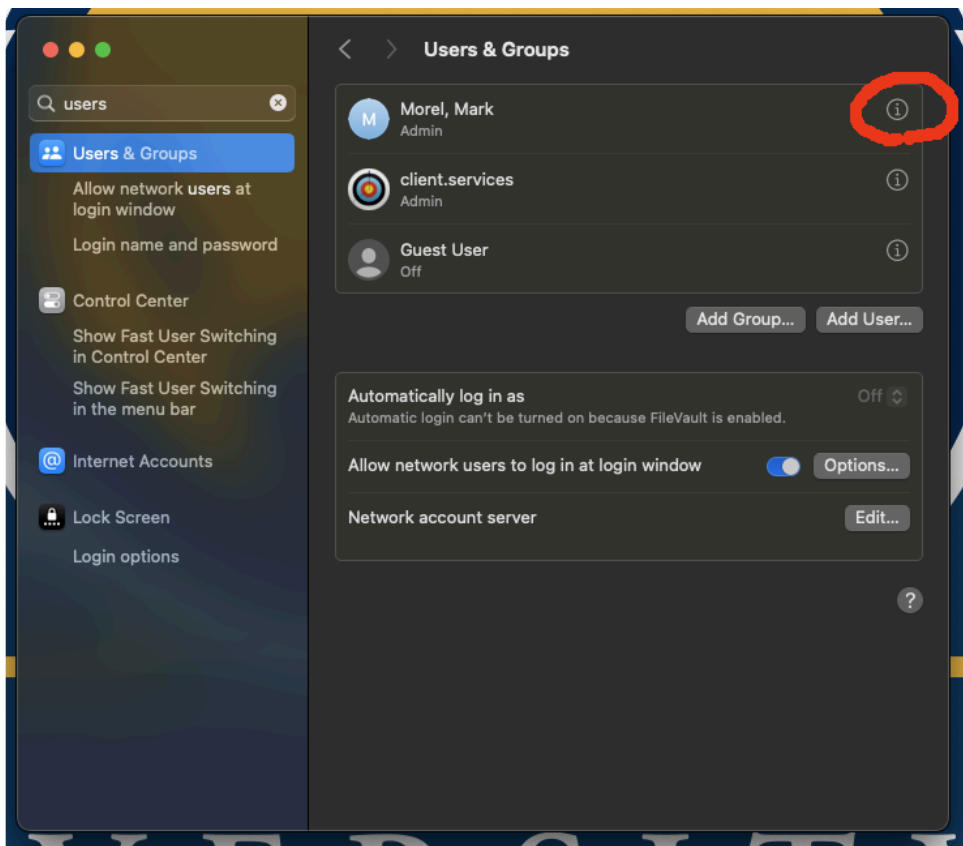 Users & Groups
users
Users & Groups
Allow network users at
login window
Login name and password
Control Center
Show Fast User Switching
in Control Center
Show Fast User Switching
in the menu bar
Internet Accounts
Lock Screen
Login options
M
Morel, Mark
Admin
client.services
Admin
Guest User
Off
Add Group...
Add User...
Automatically log in as
Off
Automatic login can't be turned on because FileVault is enabled.
Allow network users to log in at login window
Options...
Network account server
Edit...
?